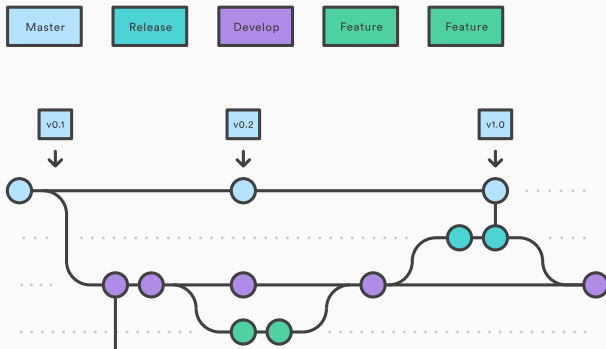 Master
Release
Develop
Feature
Feature
v0.1
v0.2
v1.0